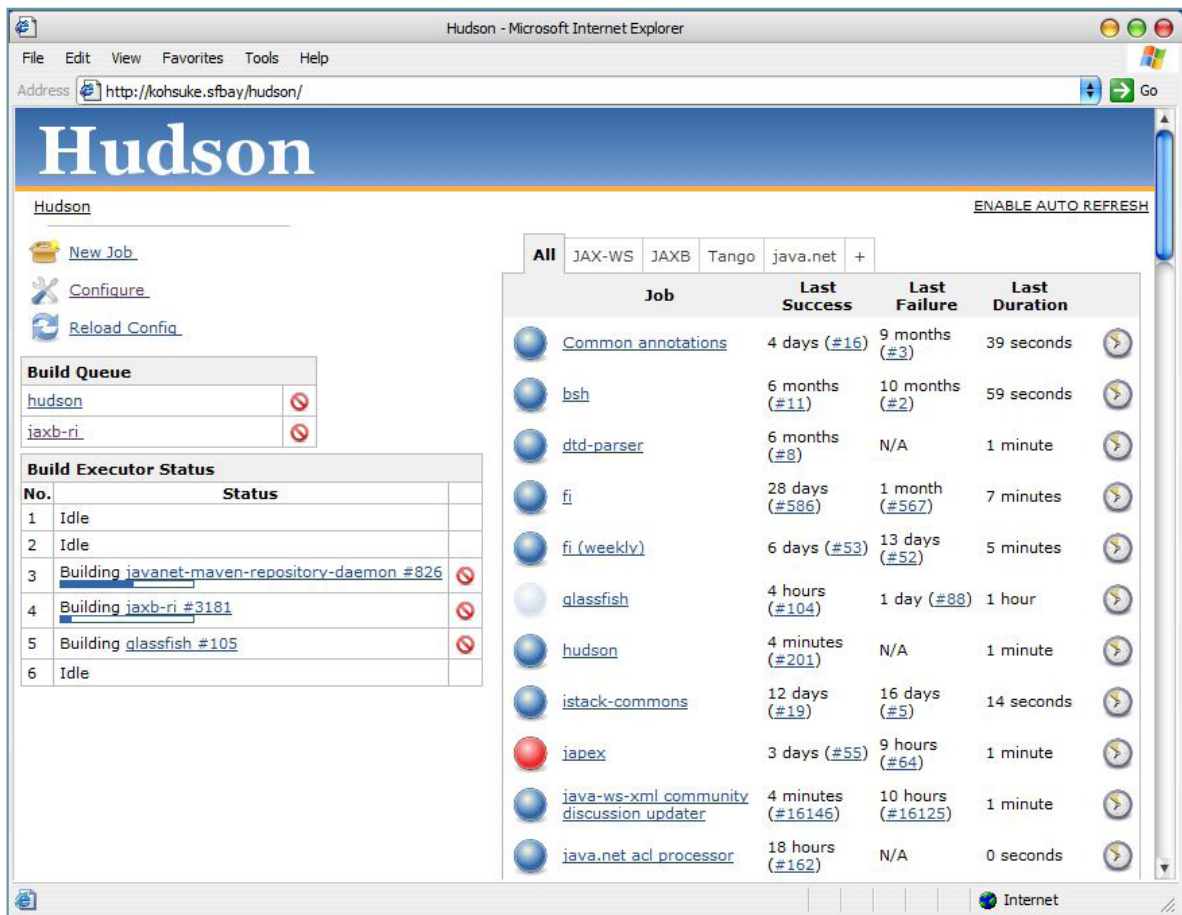 Hudson - Microsoft Internet Explorer
File Edit View Favorites Tools Help
Address http://kohsuke.sfbay/hudson/ Go
Hudson
Hudson
ENABLE AUTO REFRESH
New Job
Configure
Reload Config
Build Queue
hudson
jaxb-ri
Build Executor Status
No. Status
1 Idle
2 Idle
3 Building javanet-maven-repository-daemon #826
4 Building jaxb-ri #3181
5 Building glassfish #105
6 Idle
All JAX-WS JAXB Tango java.net +
Job Last Success Last Failure Last Duration
Common annotations 4 days (#16) 9 months (#3) 39 seconds
bsh 6 months (#11) 10 months (#2) 59 seconds
dtd-parser 6 months (#8) N/A 1 minute
fi 28 days (#586) 1 month (#567) 7 minutes
fi (weekly) 6 days (#53) 13 days (#52) 5 minutes
glassfish 4 hours (#104) 1 day (#88) 1 hour
hudson 4 minutes (#201) N/A 1 minute
istack-commons 12 days (#19) 16 days (#5) 14 seconds
japex 3 days (#55) 9 hours (#64) 1 minute
java-ws-xml community discussion updater 4 minutes (#16146) 10 hours (#16125) 1 minute
java.net acl processor 18 hours (#162) N/A 0 seconds
Internet